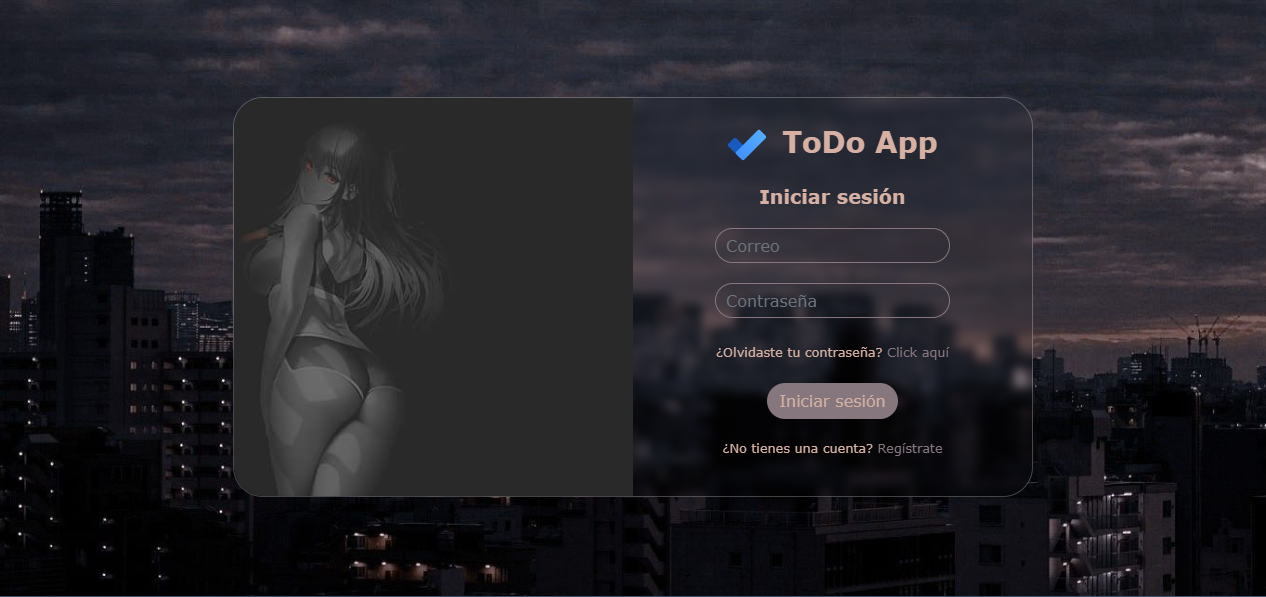 ToDo App
Iniciar sesión
Correo
Contraseña
¿Olvidaste tu contraseña? Click aquí
Iniciar sesión
¿No tienes una cuenta? Regístrate